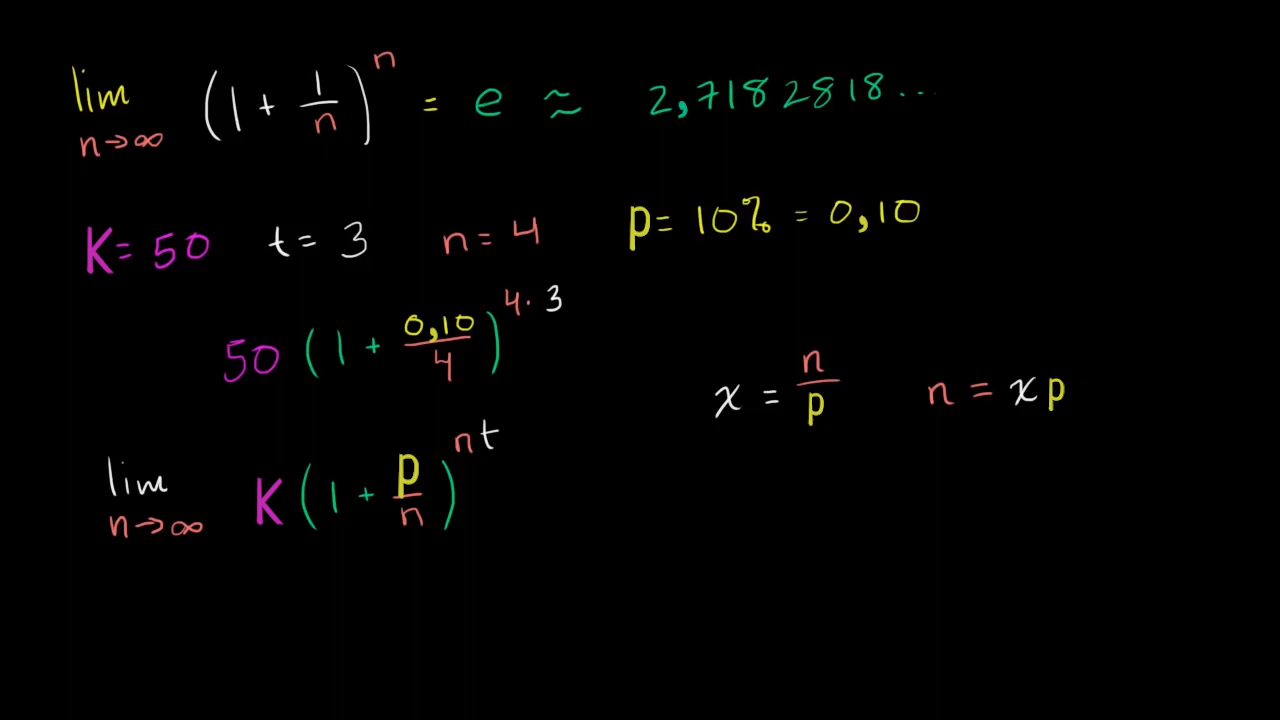 lim n→∞ (1 + 1/n)^n = e ≈ 2,7182818...
K = 50 t = 3 n = 4 p = 10% = 0,10
50 (1 + 0,10/4)^4·3
x = n/p n = xp
lim n→∞ K (1 + p/n)^nt